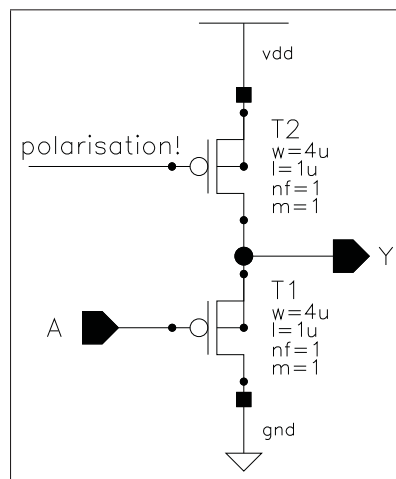 vdd
T2
polarisation!
w=4u
l=1u
nf=1
m=1
Y
T1
A
w=4u
l=1u
nf=1
m=1
gnd